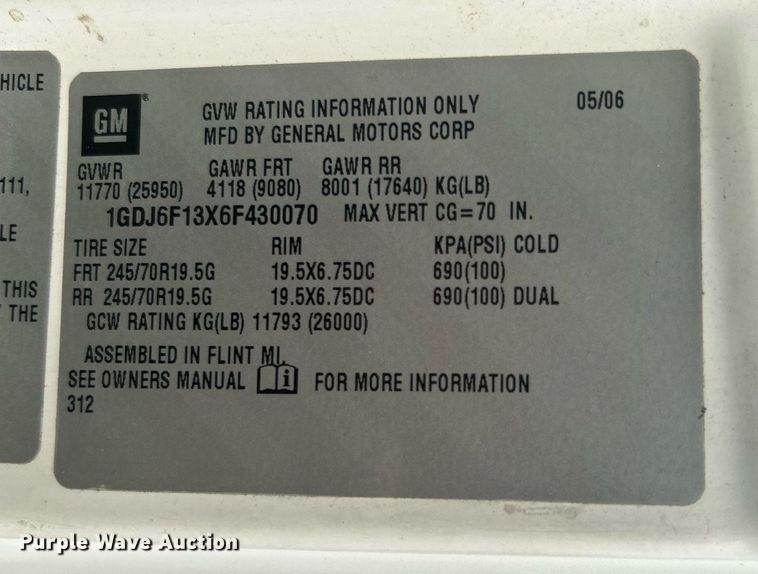 HICLE
111,
LE
THIS
THE
GM
GVW RATING INFORMATION ONLY 05/06
MFD BY GENERAL MOTORS CORP
GVWR GAWR FRT GAWR RR
11770 (25950) 4118 (9080) 8001 (17640) KG(LB)
1GDJ6F13X6F430070 MAX VERT CG=70 IN.
TIRE SIZE RIM KPA(PSI) COLD
FRT 245/70R19.5G 19.5X6.75DC 690(100)
RR 245/70R19.5G 19.5X6.75DC 690(100) DUAL
GCW RATING KG(LB) 11793 (26000)
ASSEMBLED IN FLINT MI.
SEE OWNERS MANUAL i FOR MORE INFORMATION
312
Purple Wave Auction